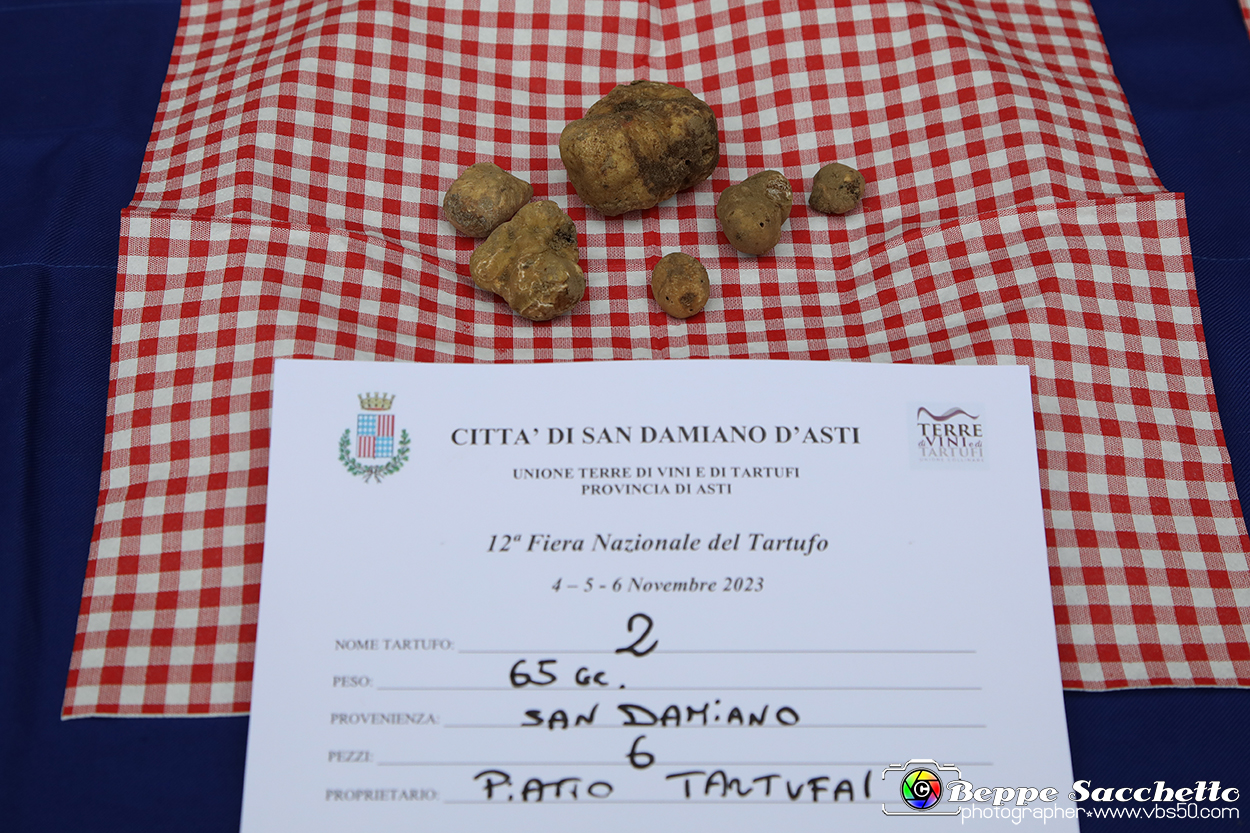 CITTA' DI SAN DAMIANO D'ASTI
TERRE
di VINI e di
TARTUFI
UNIONE TERRE DI VINI E DI TARTUFI
PROVINCIA DI ASTI
12ª Fiera Nazionale del Tartufo
4 – 5 - 6 Novembre 2023
NOME TARTUFO: 2
PESO: 65 Gr.
PROVENIENZA: SAN DAMiANO
PEZZI: 6
PROPRIETARIO: PiATIO TARTUFAI
Beppe Sacchetto
photographer★www.vbs50.com